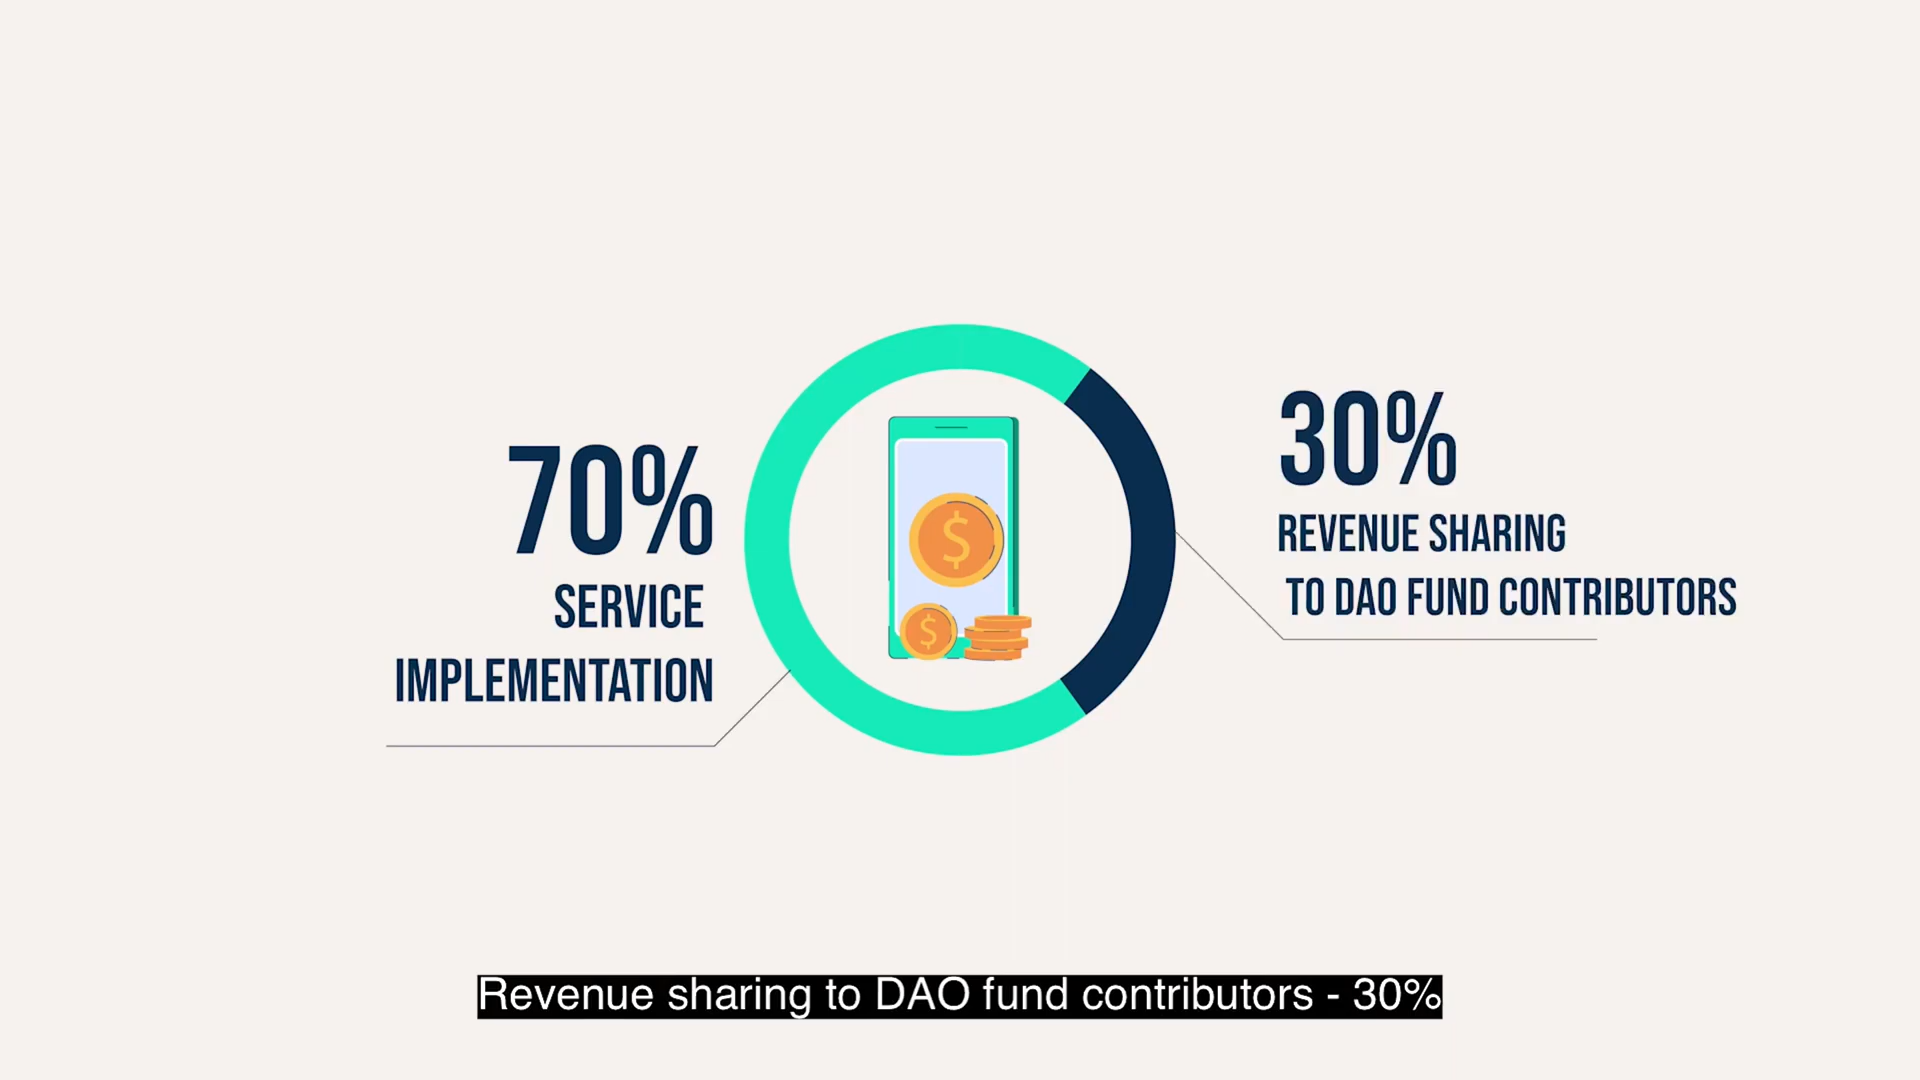 70%
SERVICE
IMPLEMENTATION
30%
REVENUE SHARING
TO DAO FUND CONTRIBUTORS
$
$
Revenue sharing to DAO fund contributors - 30%